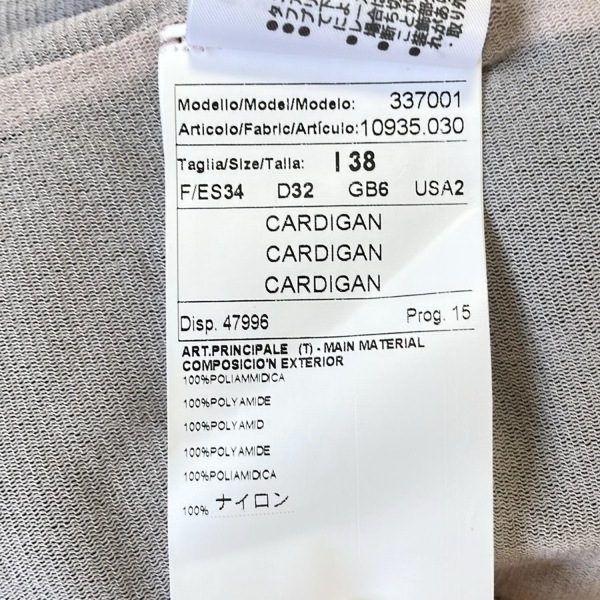 Modello/Model/Modelo: 337001
Articolo/Fabric/Artículo: 10935.030
Taglia/Size/Talla: I 38
F/ES34 D32 GB6 USA2
CARDIGAN
CARDIGAN
CARDIGAN
Disp. 47996 Prog. 15
ART.PRINCIPALE (T) - MAIN MATERIAL
COMPOSICIO'N EXTERIOR
100%POLIAMMIDICA
100%POLYAMIDE
100%POLYAMID
100%POLYAMIDE
100%POLIAMIDICA
100% ナイロン